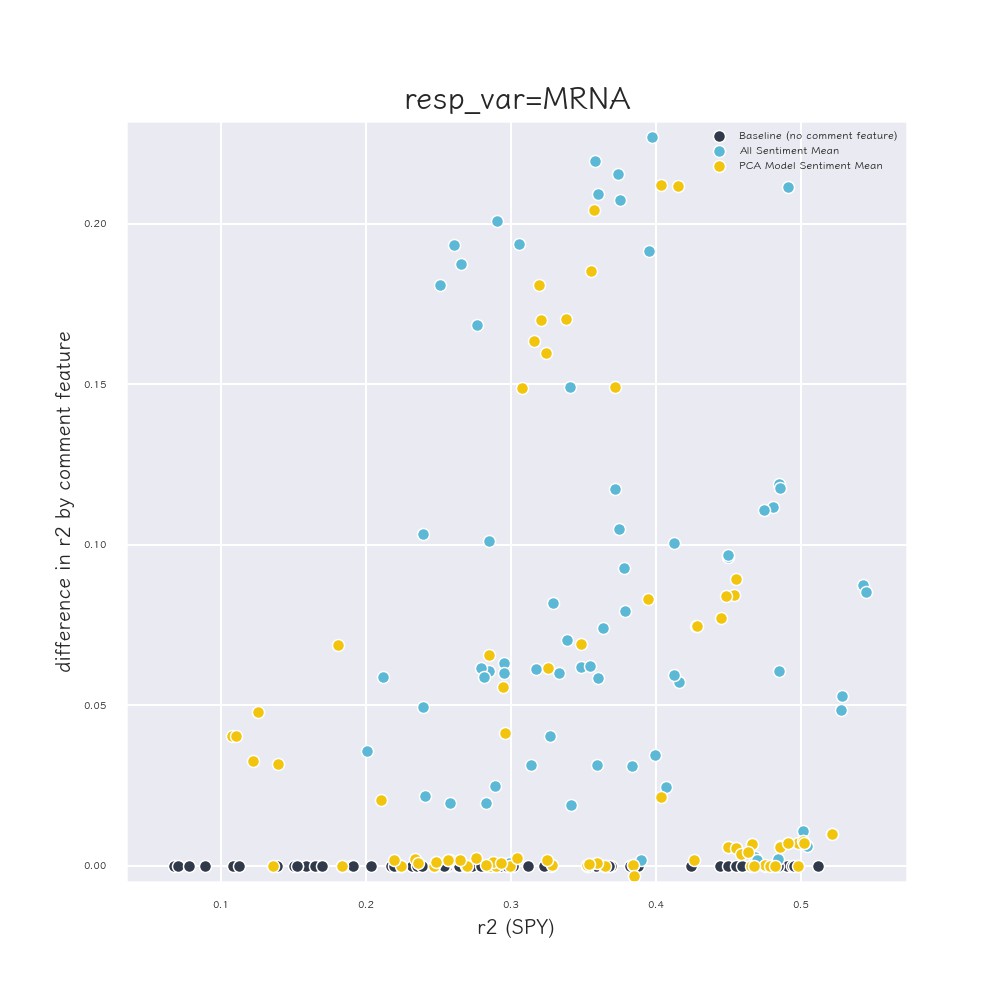 resp_var=MRNA
Baseline (no comment feature)
All Sentiment Mean
PCA Model Sentiment Mean
difference in r2 by comment feature
0.20
0.15
0.10
0.05
0.00
0.1
0.2
0.3
0.4
0.5
r2 (SPY)